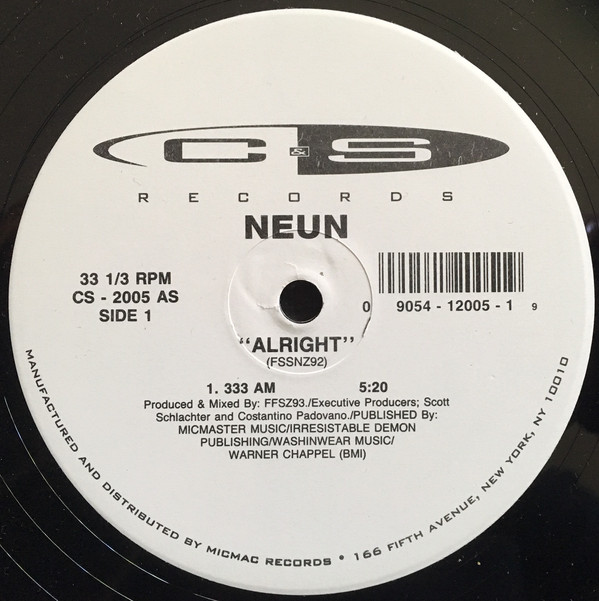 C & S
RECORDS
NEUN
33 1/3 RPM
CS - 2005 AS
SIDE 1
0 9054 - 12005 - 1 9
“ALRIGHT”
(FSSNZ92)
1. 333 AM 5:20
Produced & Mixed By: FFSZ93./Executive Producers; Scott
Schlachter and Costantino Padovano./PUBLISHED By:
MICMASTER MUSIC/IRRESISTABLE DEMON
PUBLISHING/WASHINWEAR MUSIC/
WARNER CHAPPEL (BMI)
MANUFACTURED AND DISTRIBUTED BY MICMAC RECORDS • 166 FIFTH AVENUE, NEW YORK, NY 10010